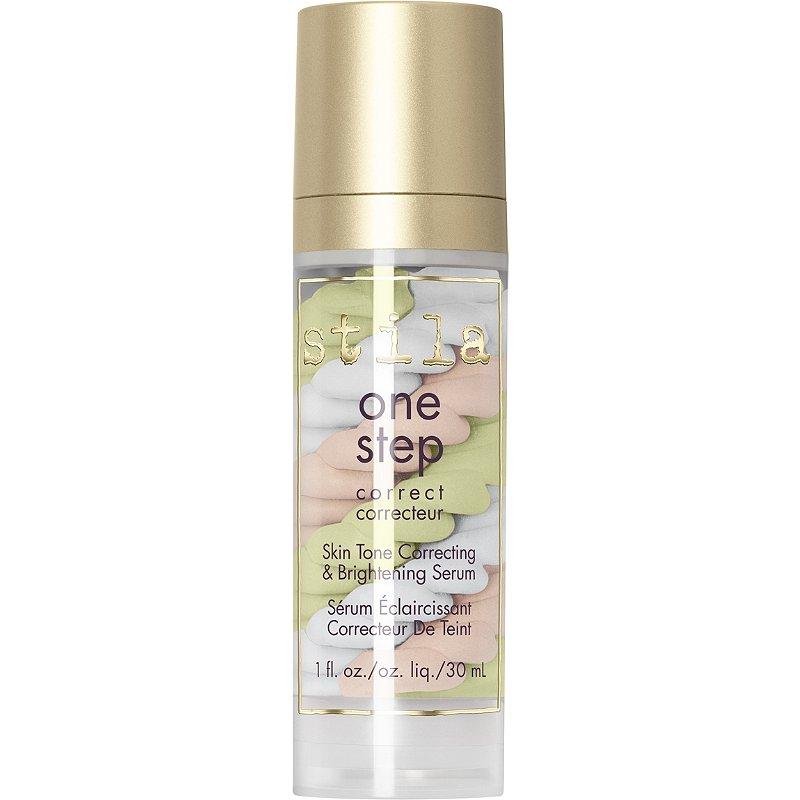 stila
one
step
correct
correcteur
Skin Tone Correcting
& Brightening Serum
Sérum Éclaircissant
Correcteur De Teint
1 fl. oz./oz. liq./30 mL